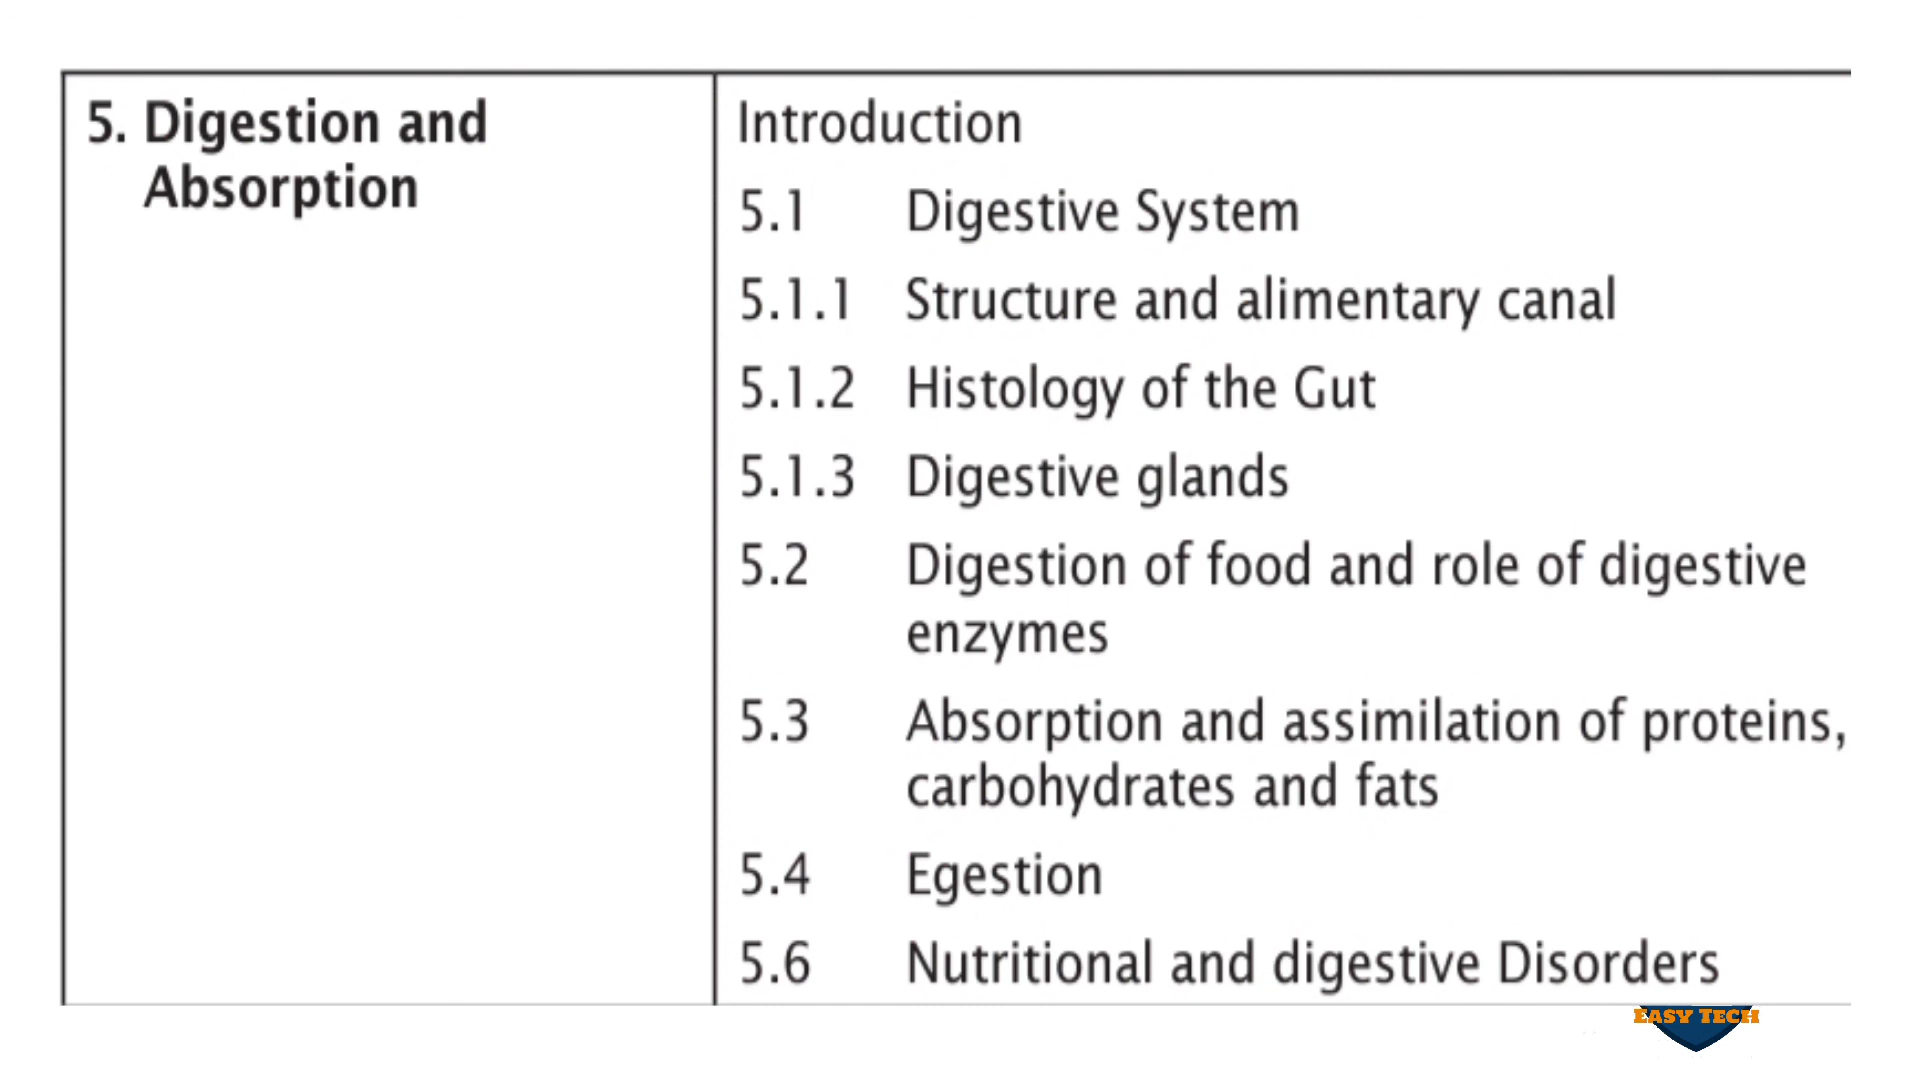 5. Digestion and
Absorption
Introduction
5.1 Digestive System
5.1.1 Structure and alimentary canal
5.1.2 Histology of the Gut
5.1.3 Digestive glands
5.2 Digestion of food and role of digestive
enzymes
5.3 Absorption and assimilation of proteins,
carbohydrates and fats
5.4 Egestion
5.6 Nutritional and digestive Disorders
EASY TECH